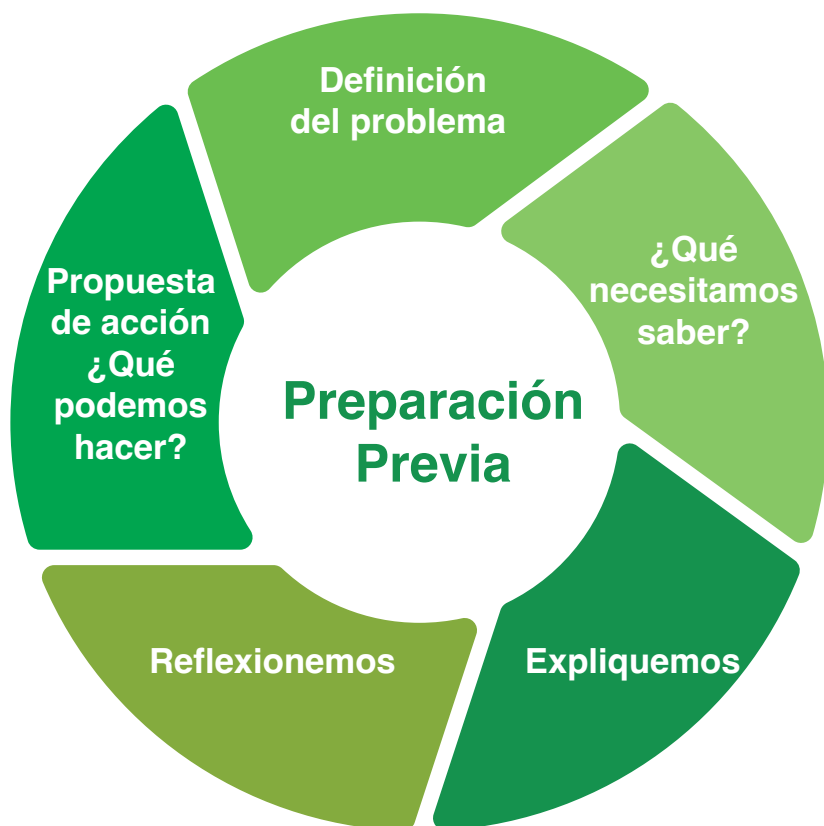 Definición
del problema
¿Qué
necesitamos
saber?
Expliquemos
Reflexionemos
Propuesta
de acción
¿Qué
podemos
hacer?
Preparación
Previa